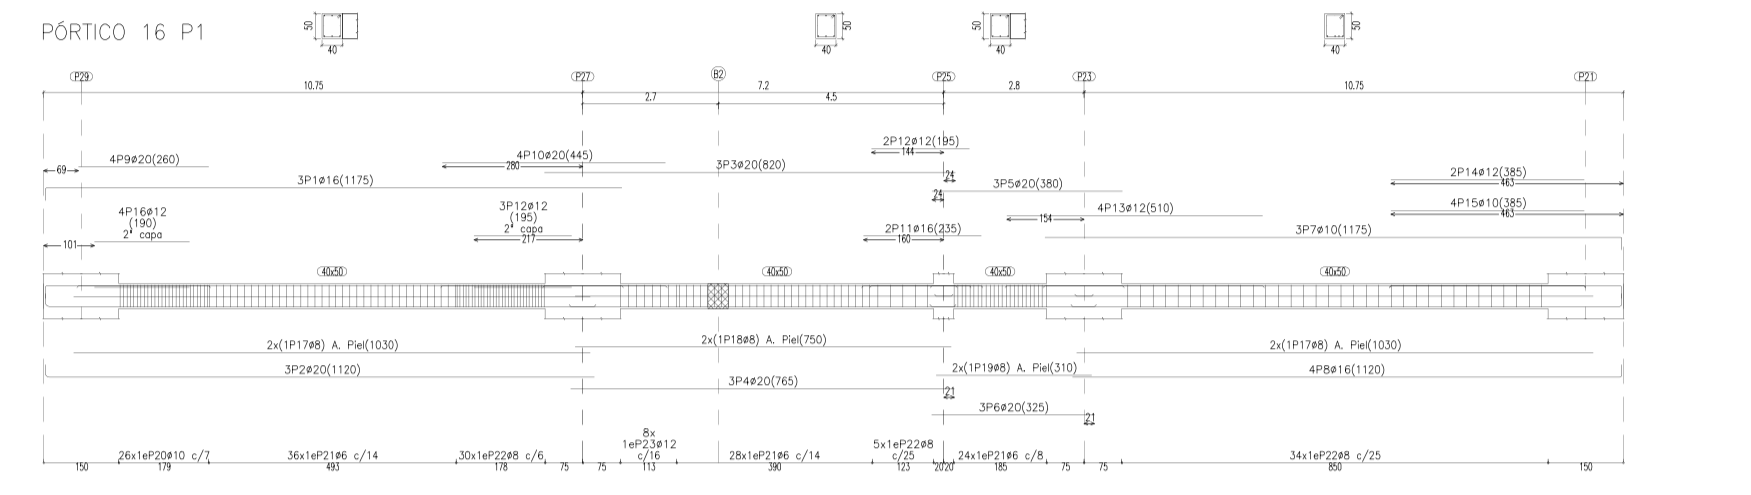 PÓRTICO 16 P1
50
40
50
40
50
40
50
40
P29
P27
B2
P25
P23
P21
10.75
7.2
2.8
10.75
2.7
4.5
2P12ø12(195)
144
4P9ø20(260)
69
4P10ø20(445)
280
3P3ø20(820)
24
2P14ø12(385)
463
3P1ø16(1175)
3P5ø20(380)
24
4P16ø12
(190)
2ª capa
101
3P12ø12
(195)
2ª capa
217
4P13ø12(510)
154
4P15ø10(385)
463
2P11ø16(235)
160
3P7ø10(1175)
40x50
40x50
40x50
40x50
2x(1P17ø8) A. Piel(1030)
2x(1P18ø8) A. Piel(750)
2x(1P17ø8) A. Piel(1030)
3P2ø20(1120)
2x(1P19ø8) A. Piel(310)
4P8ø16(1120)
3P4ø20(765)
21
3P6ø20(325)
21
26x1eP20ø10 c/7
36x1eP21ø6 c/14
30x1eP22ø8 c/6
8x
1eP23ø12
c/16
28x1eP21ø6 c/14
5x1eP22ø8
c/25
24x1eP21ø6 c/8
34x1eP22ø8 c/25
150
179
493
178
75
75
113
390
123
20
20
185
75
75
850
150